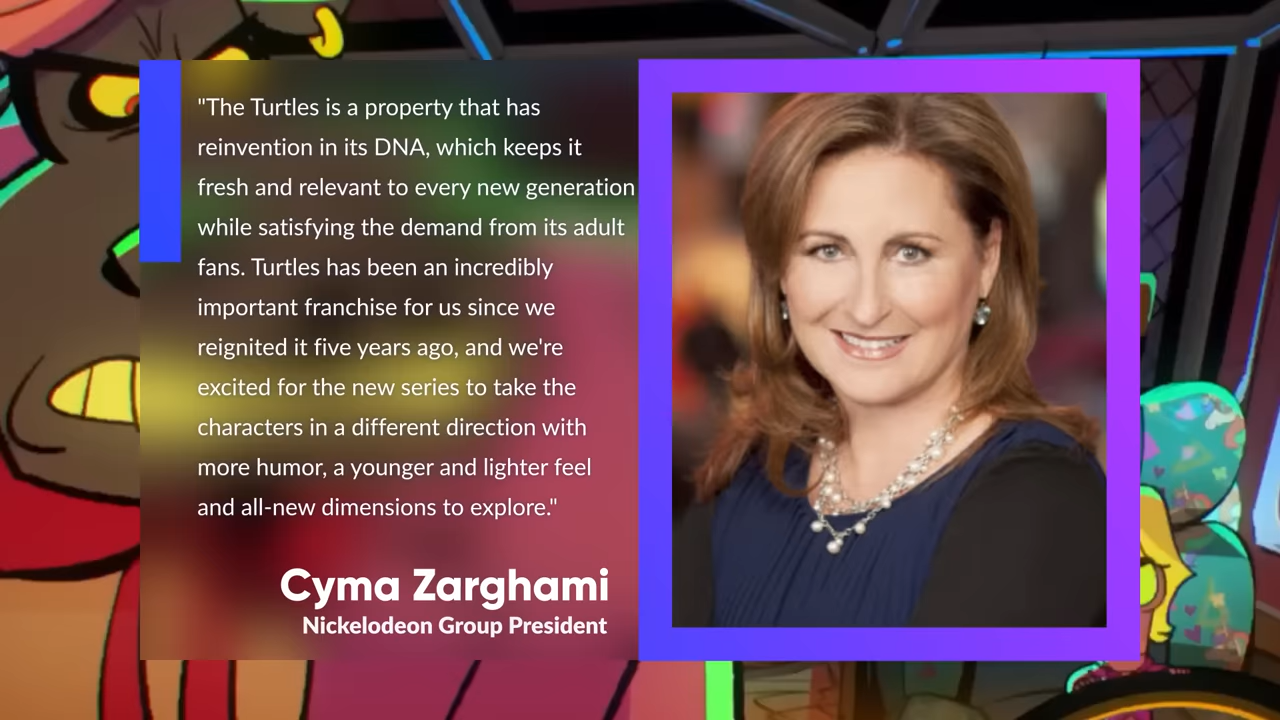 "The Turtles is a property that has
reinvention in its DNA, which keeps it
fresh and relevant to every new generation
while satisfying the demand from its adult
fans. Turtles has been an incredibly
important franchise for us since we
reignited it five years ago, and we're
excited for the new series to take the
characters in a different direction with
more humor, a younger and lighter feel
and all-new dimensions to explore."
Cyma Zarghami
Nickelodeon Group President